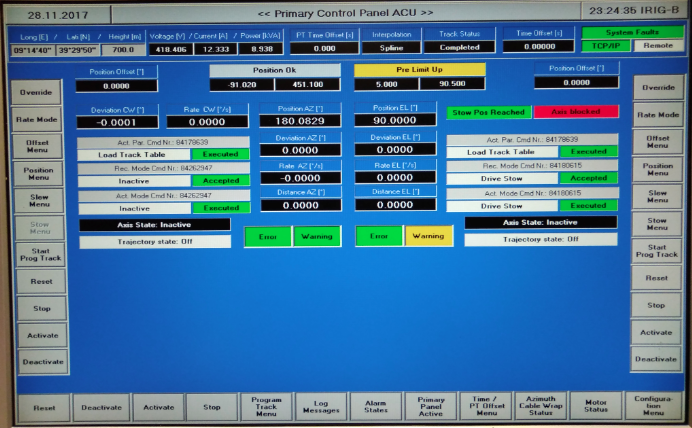 28.11.2017
<< Primary Control Panel ACU >>
23 24 35 IRIG-B
Long [E] / Lati [N] / Height [m]
Voltage [V] / Current [A] / Power [kVA]
PT Time Offset [s]
Interpolation
Track Status
Time Offset [s]
System Faults
09°14'40" 39°29'50" 700.0
418.406 12.333 8.938
0.000
Spline
Completed
0.00000
TCP/IP
Remote
Position Offset [°]
0.0000
Position Ok
-91.020 451.100
Pre Limit Up
5.000 90.500
Position Offset [°]
0.0000
Deviation CW [°]
-0.0001
Rate CW [°/s]
0.0000
Position AZ [°]
180.0829
Position EL [°]
90.0000
Stow Pos Reached
Axis blocked
Deviation AZ [°]
0.0000
Deviation EL [°]
0.0000
Rate AZ [°/s]
-0.0000
Rate EL [°/s]
0.0000
Distance AZ [°]
0.0000
Distance EL [°]
0.0000
Act. Par. Cmd Nr.: 84178639
Load Track Table
Executed
Rec. Mode Cmd Nr.: 84262947
Inactive
Accepted
Act. Mode Cmd Nr.: 84262947
Inactive
Executed
Axis State: Inactive
Trajectory state: Off
Error
Warning
Error
Warning
Act. Par. Cmd Nr.: 84178639
Load Track Table
Executed
Rec. Mode Cmd Nr.: 84180615
Drive Stow
Accepted
Act. Mode Cmd Nr.: 84180615
Drive Stow
Executed
Axis State: Inactive
Trajectory state: Off
Override
Rate Mode
Offset
Menu
Position
Menu
Slew
Menu
Stow
Menu
Start
Prog Track
Reset
Stop
Activate
Deactivate
Override
Rate Mode
Offset
Menu
Position
Menu
Slew
Menu
Stow
Menu
Start
Prog Track
Reset
Stop
Activate
Deactivate
Reset
Deactivate
Activate
Stop
Program
Track
Menu
Log
Messages
Alarm
States
Primary
Panel
Active
Time /
PT Offset
Menu
Azimuth
Cable Wrap
Status
Motor
Status
Configura-
tion
Menu